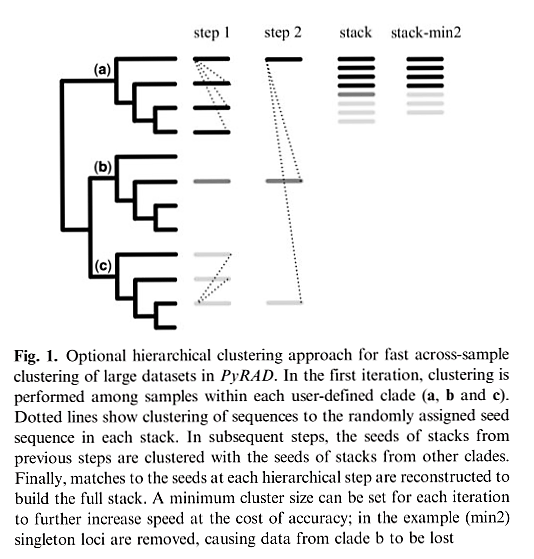 step 1 step 2 stack stack-min2
(a)
(b)
(c)
Fig. 1. Optional hierarchical clustering approach for fast across-sample
clustering of large datasets in PyRAD. In the first iteration, clustering is
performed among samples within each user-defined clade (a, b and c).
Dotted lines show clustering of sequences to the randomly assigned seed
sequence in each stack. In subsequent steps, the seeds of stacks from
previous steps are clustered with the seeds of stacks from other clades.
Finally, matches to the seeds at each hierarchical step are reconstructed to
build the full stack. A minimum cluster size can be set for each iteration
to further increase speed at the cost of accuracy; in the example (min2)
singleton loci are removed, causing data from clade b to be lost